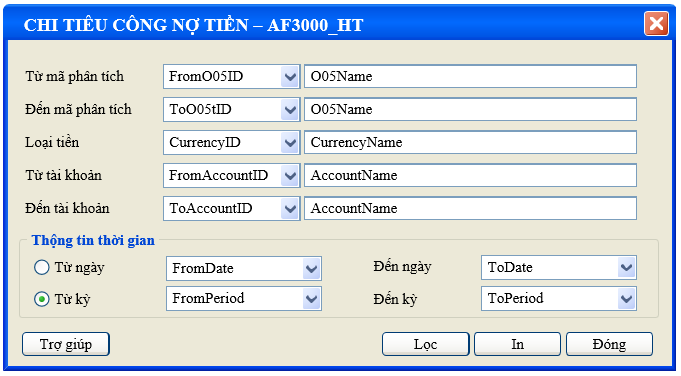 CHI TIÊU CÔNG NỢ TIỀN – AF3000_HT
Từ mã phân tích FromO05ID O05Name
Đến mã phân tích ToO05tID O05Name
Loại tiền CurrencyID CurrencyName
Từ tài khoản FromAccountID AccountName
Đến tài khoản ToAccountID AccountName
Thộng tin thời gian
Từ ngày FromDate Đến ngày ToDate
Từ kỳ FromPeriod Đến kỳ ToPeriod
Trợ giúp Lọc In Đóng